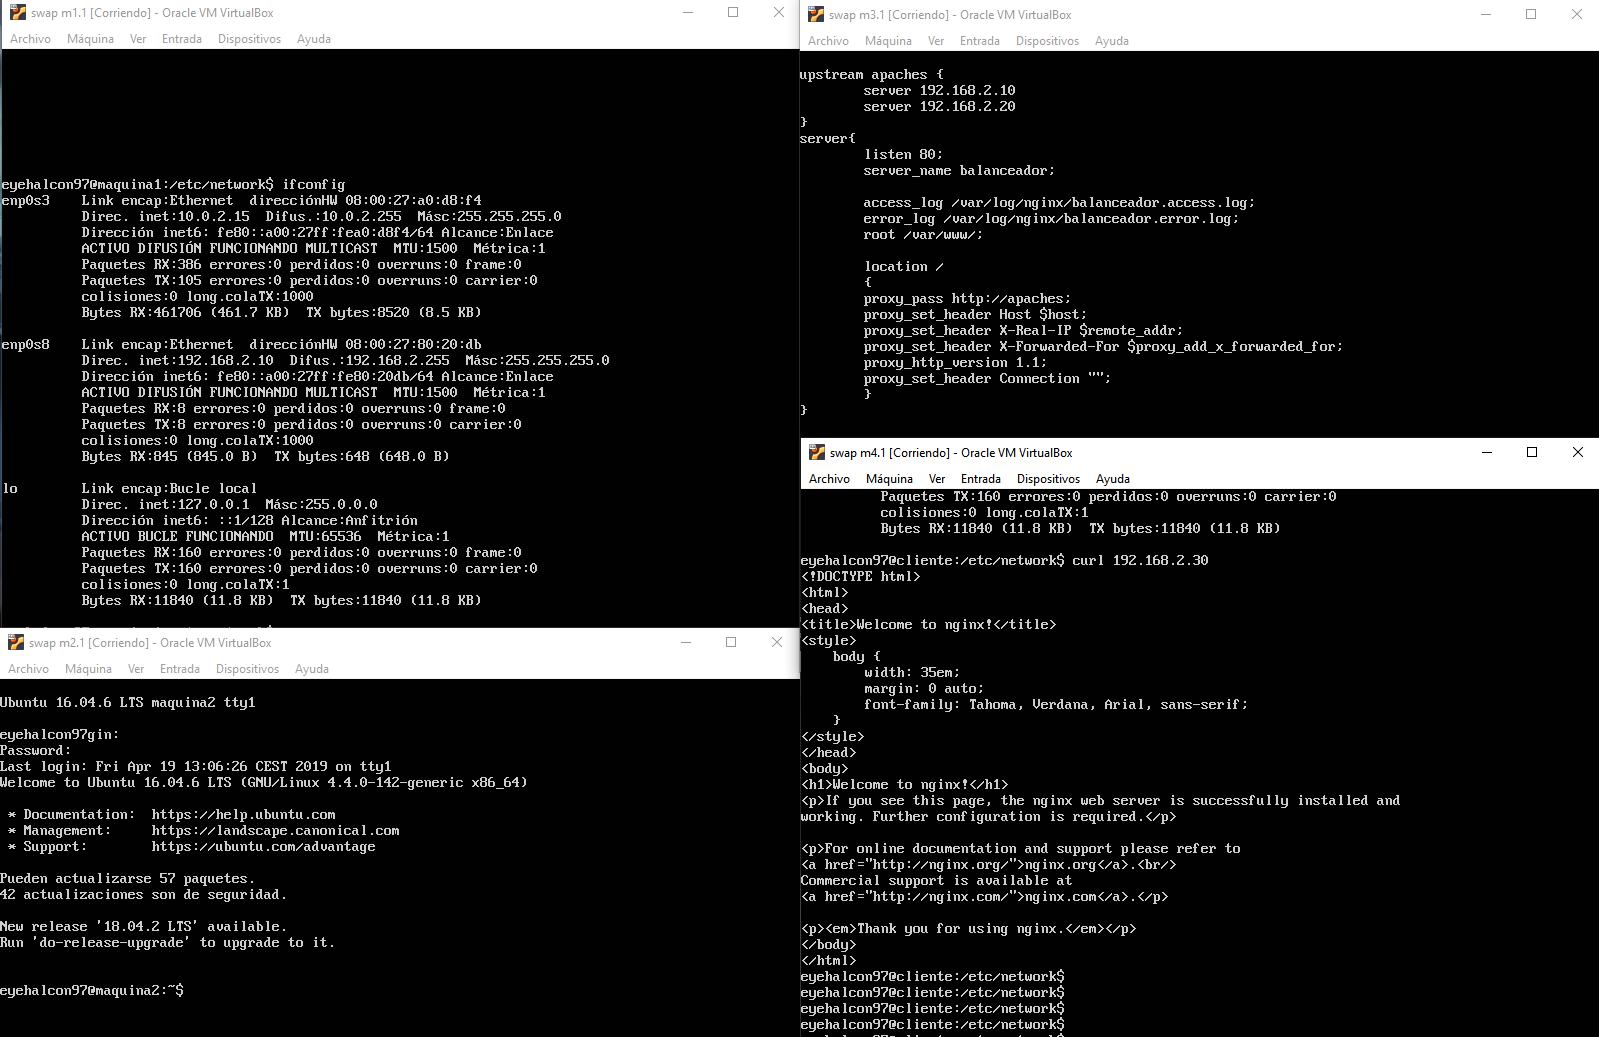 swap m1.1 [Corriendo] - Oracle VM VirtualBox
Archivo Máquina Ver Entrada Dispositivos Ayuda
eyehalcon97@maquina1:/etc/network$ ifconfig
enp0s3    Link encap:Ethernet  direcciónHW 08:00:27:a0:d8:f4
          Direc. inet:10.0.2.15  Difus.:10.0.2.255  Másc:255.255.255.0
          Dirección inet6: fe80::a00:27ff:fea0:d8f4/64 Alcance:Enlace
          ACTIVO DIFUSIÓN FUNCIONANDO MULTICAST  MTU:1500  Métrica:1
          Paquetes RX:386 errores:0 perdidos:0 overruns:0 frame:0
          Paquetes TX:105 errores:0 perdidos:0 overruns:0 carrier:0
          colisiones:0 long.colaTX:1000
          Bytes RX:461706 (461.7 KB)  TX bytes:8520 (8.5 KB)
enp0s8    Link encap:Ethernet  direcciónHW 08:00:27:80:20:db
          Direc. inet:192.168.2.10  Difus.:192.168.2.255  Másc:255.255.255.0
          Dirección inet6: fe80::a00:27ff:fe80:20db/64 Alcance:Enlace
          ACTIVO DIFUSIÓN FUNCIONANDO MULTICAST  MTU:1500  Métrica:1
          Paquetes RX:8 errores:0 perdidos:0 overruns:0 frame:0
          Paquetes TX:8 errores:0 perdidos:0 overruns:0 carrier:0
          colisiones:0 long.colaTX:1000
          Bytes RX:845 (845.0 B)  TX bytes:648 (648.0 B)
lo        Link encap:Bucle local
          Direc. inet:127.0.0.1  Másc:255.0.0.0
          Dirección inet6: ::1/128 Alcance:Anfitrión
          ACTIVO BUCLE FUNCIONANDO  MTU:65536  Métrica:1
          Paquetes RX:160 errores:0 perdidos:0 overruns:0 frame:0
          Paquetes TX:160 errores:0 perdidos:0 overruns:0 carrier:0
          colisiones:0 long.colaTX:1
          Bytes RX:11840 (11.8 KB)  TX bytes:11840 (11.8 KB)
swap m2.1 [Corriendo] - Oracle VM VirtualBox
Archivo Máquina Ver Entrada Dispositivos Ayuda
Ubuntu 16.04.6 LTS maquina2 tty1
eyehalcon97gin:
Password:
Last login: Fri Apr 19 13:06:26 CEST 2019 on tty1
Welcome to Ubuntu 16.04.6 LTS (GNU/Linux 4.4.0-142-generic x86_64)
 * Documentation:  https://help.ubuntu.com
 * Management:     https://landscape.canonical.com
 * Support:        https://ubuntu.com/advantage
Pueden actualizarse 57 paquetes.
42 actualizaciones son de seguridad.
New release '18.04.2 LTS' available.
Run 'do-release-upgrade' to upgrade to it.
eyehalcon97@maquina2:~$
swap m3.1 [Corriendo] - Oracle VM VirtualBox
Archivo Máquina Ver Entrada Dispositivos Ayuda
upstream apaches {
        server 192.168.2.10
        server 192.168.2.20
}
server{
        listen 80;
        server_name balanceador;
        access_log /var/log/nginx/balanceador.access.log;
        error_log /var/log/nginx/balanceador.error.log;
        root /var/www/;
        location /
        {
        proxy_pass http://apaches;
        proxy_set_header Host $host;
        proxy_set_header X-Real-IP $remote_addr;
        proxy_set_header X-Forwarded-For $proxy_add_x_forwarded_for;
        proxy_http_version 1.1;
        proxy_set_header Connection "";
        }
}
swap m4.1 [Corriendo] - Oracle VM VirtualBox
Archivo Máquina Ver Entrada Dispositivos Ayuda
          Paquetes TX:160 errores:0 perdidos:0 overruns:0 carrier:0
          colisiones:0 long.colaTX:1
          Bytes RX:11840 (11.8 KB)  TX bytes:11840 (11.8 KB)
eyehalcon97@cliente:/etc/network$ curl 192.168.2.30
<!DOCTYPE html>
<html>
<head>
<title>Welcome to nginx!</title>
<style>
    body {
        width: 35em;
        margin: 0 auto;
        font-family: Tahoma, Verdana, Arial, sans-serif;
    }
</style>
</head>
<body>
<h1>Welcome to nginx!</h1>
<p>If you see this page, the nginx web server is successfully installed and
working. Further configuration is required.</p>
<p>For online documentation and support please refer to
<a href="http://nginx.org/">nginx.org</a>.<br/>
Commercial support is available at
<a href="http://nginx.com/">nginx.com</a>.</p>
<p><em>Thank you for using nginx.</em></p>
</body>
</html>
eyehalcon97@cliente:/etc/network$
eyehalcon97@cliente:/etc/network$
eyehalcon97@cliente:/etc/network$
eyehalcon97@cliente:/etc/network$